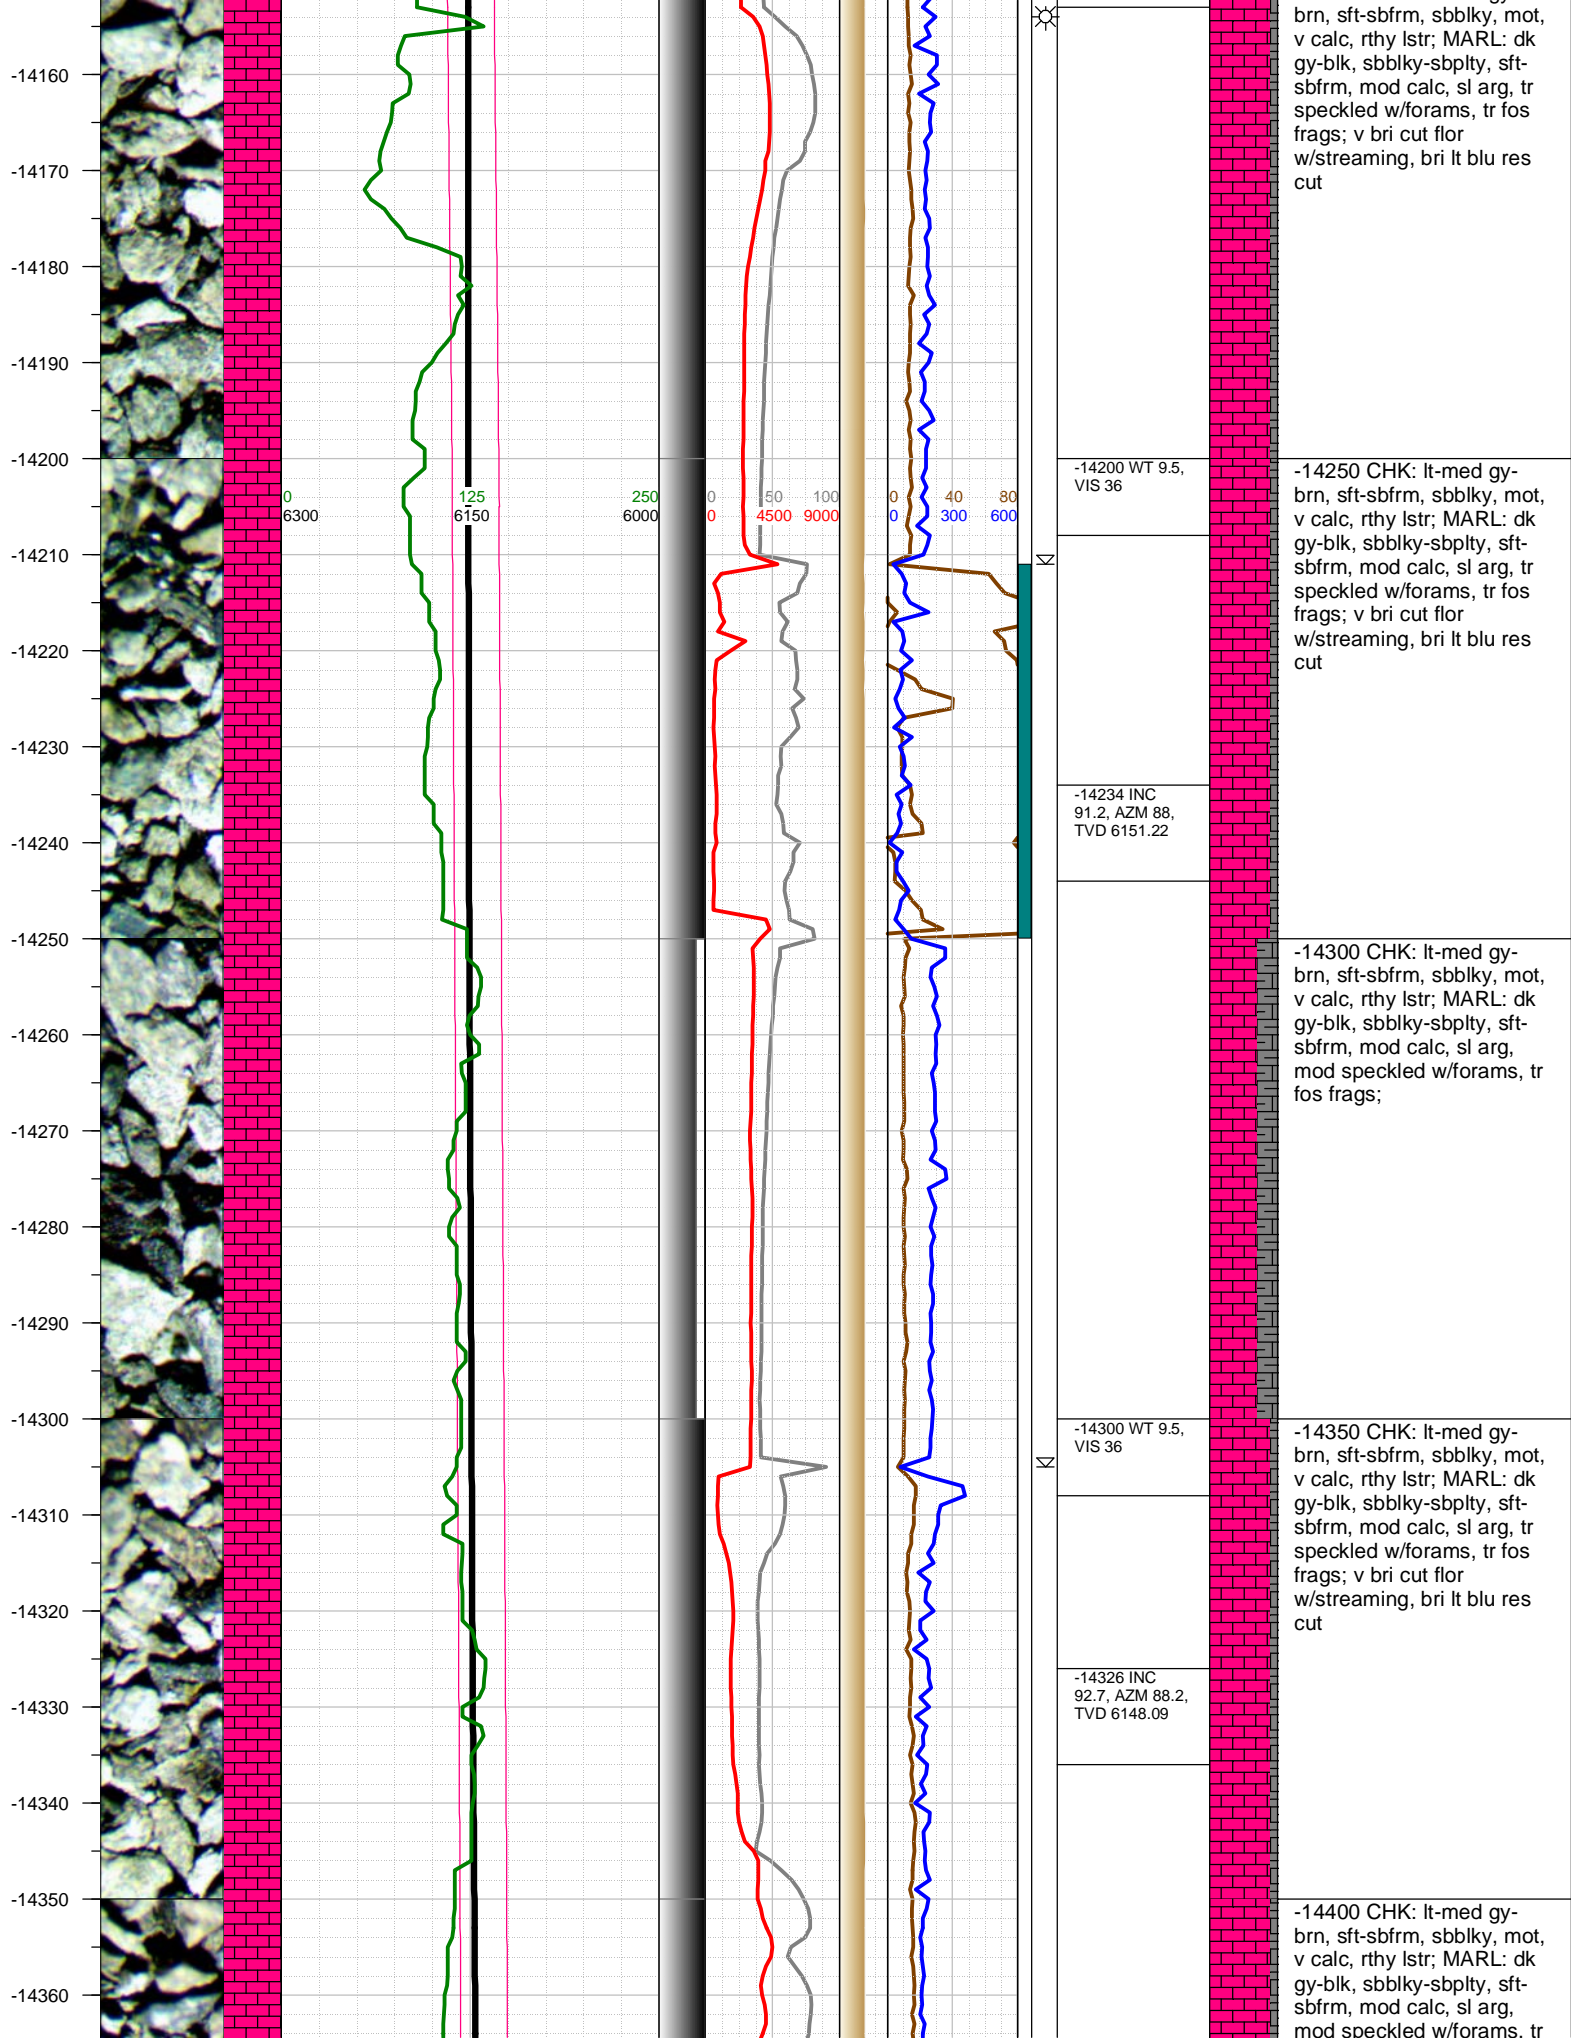 gy-
brn, sft-sbfrm, sbblky, mot,
v calc, rthy lstr; MARL: dk
gy-blk, sbblky-sbplty, sft-
sbfrm, mod calc, sl arg, tr
speckled w/forams, tr fos
frags; v bri cut flor
w/streaming, bri lt blu res
cut
-14160
-14170
-14180
-14190
-14200
-14200 WT 9.5,
VIS 36
0 125 250
6300 6150 6000
0 50 100
0 4500 9000
0 40 80
0 300 600
-14250 CHK: lt-med gy-
brn, sft-sbfrm, sbblky, mot,
v calc, rthy lstr; MARL: dk
gy-blk, sbblky-sbplty, sft-
sbfrm, mod calc, sl arg, tr
speckled w/forams, tr fos
frags; v bri cut flor
w/streaming, bri lt blu res
cut
-14210
-14220
-14230
-14234 INC
91.2, AZM 88,
TVD 6151.22
-14240
-14250
-14300 CHK: lt-med gy-
brn, sft-sbfrm, sbblky, mot,
v calc, rthy lstr; MARL: dk
gy-blk, sbblky-sbplty, sft-
sbfrm, mod calc, sl arg,
mod speckled w/forams, tr
fos frags;
-14260
-14270
-14280
-14290
-14300
-14300 WT 9.5,
VIS 36
-14350 CHK: lt-med gy-
brn, sft-sbfrm, sbblky, mot,
v calc, rthy lstr; MARL: dk
gy-blk, sbblky-sbplty, sft-
sbfrm, mod calc, sl arg, tr
speckled w/forams, tr fos
frags; v bri cut flor
w/streaming, bri lt blu res
cut
-14310
-14320
-14326 INC
92.7, AZM 88.2,
TVD 6148.09
-14330
-14340
-14350
-14400 CHK: lt-med gy-
brn, sft-sbfrm, sbblky, mot,
v calc, rthy lstr; MARL: dk
gy-blk, sbblky-sbplty, sft-
sbfrm, mod calc, sl arg,
mod speckled w/forams, tr
-14360